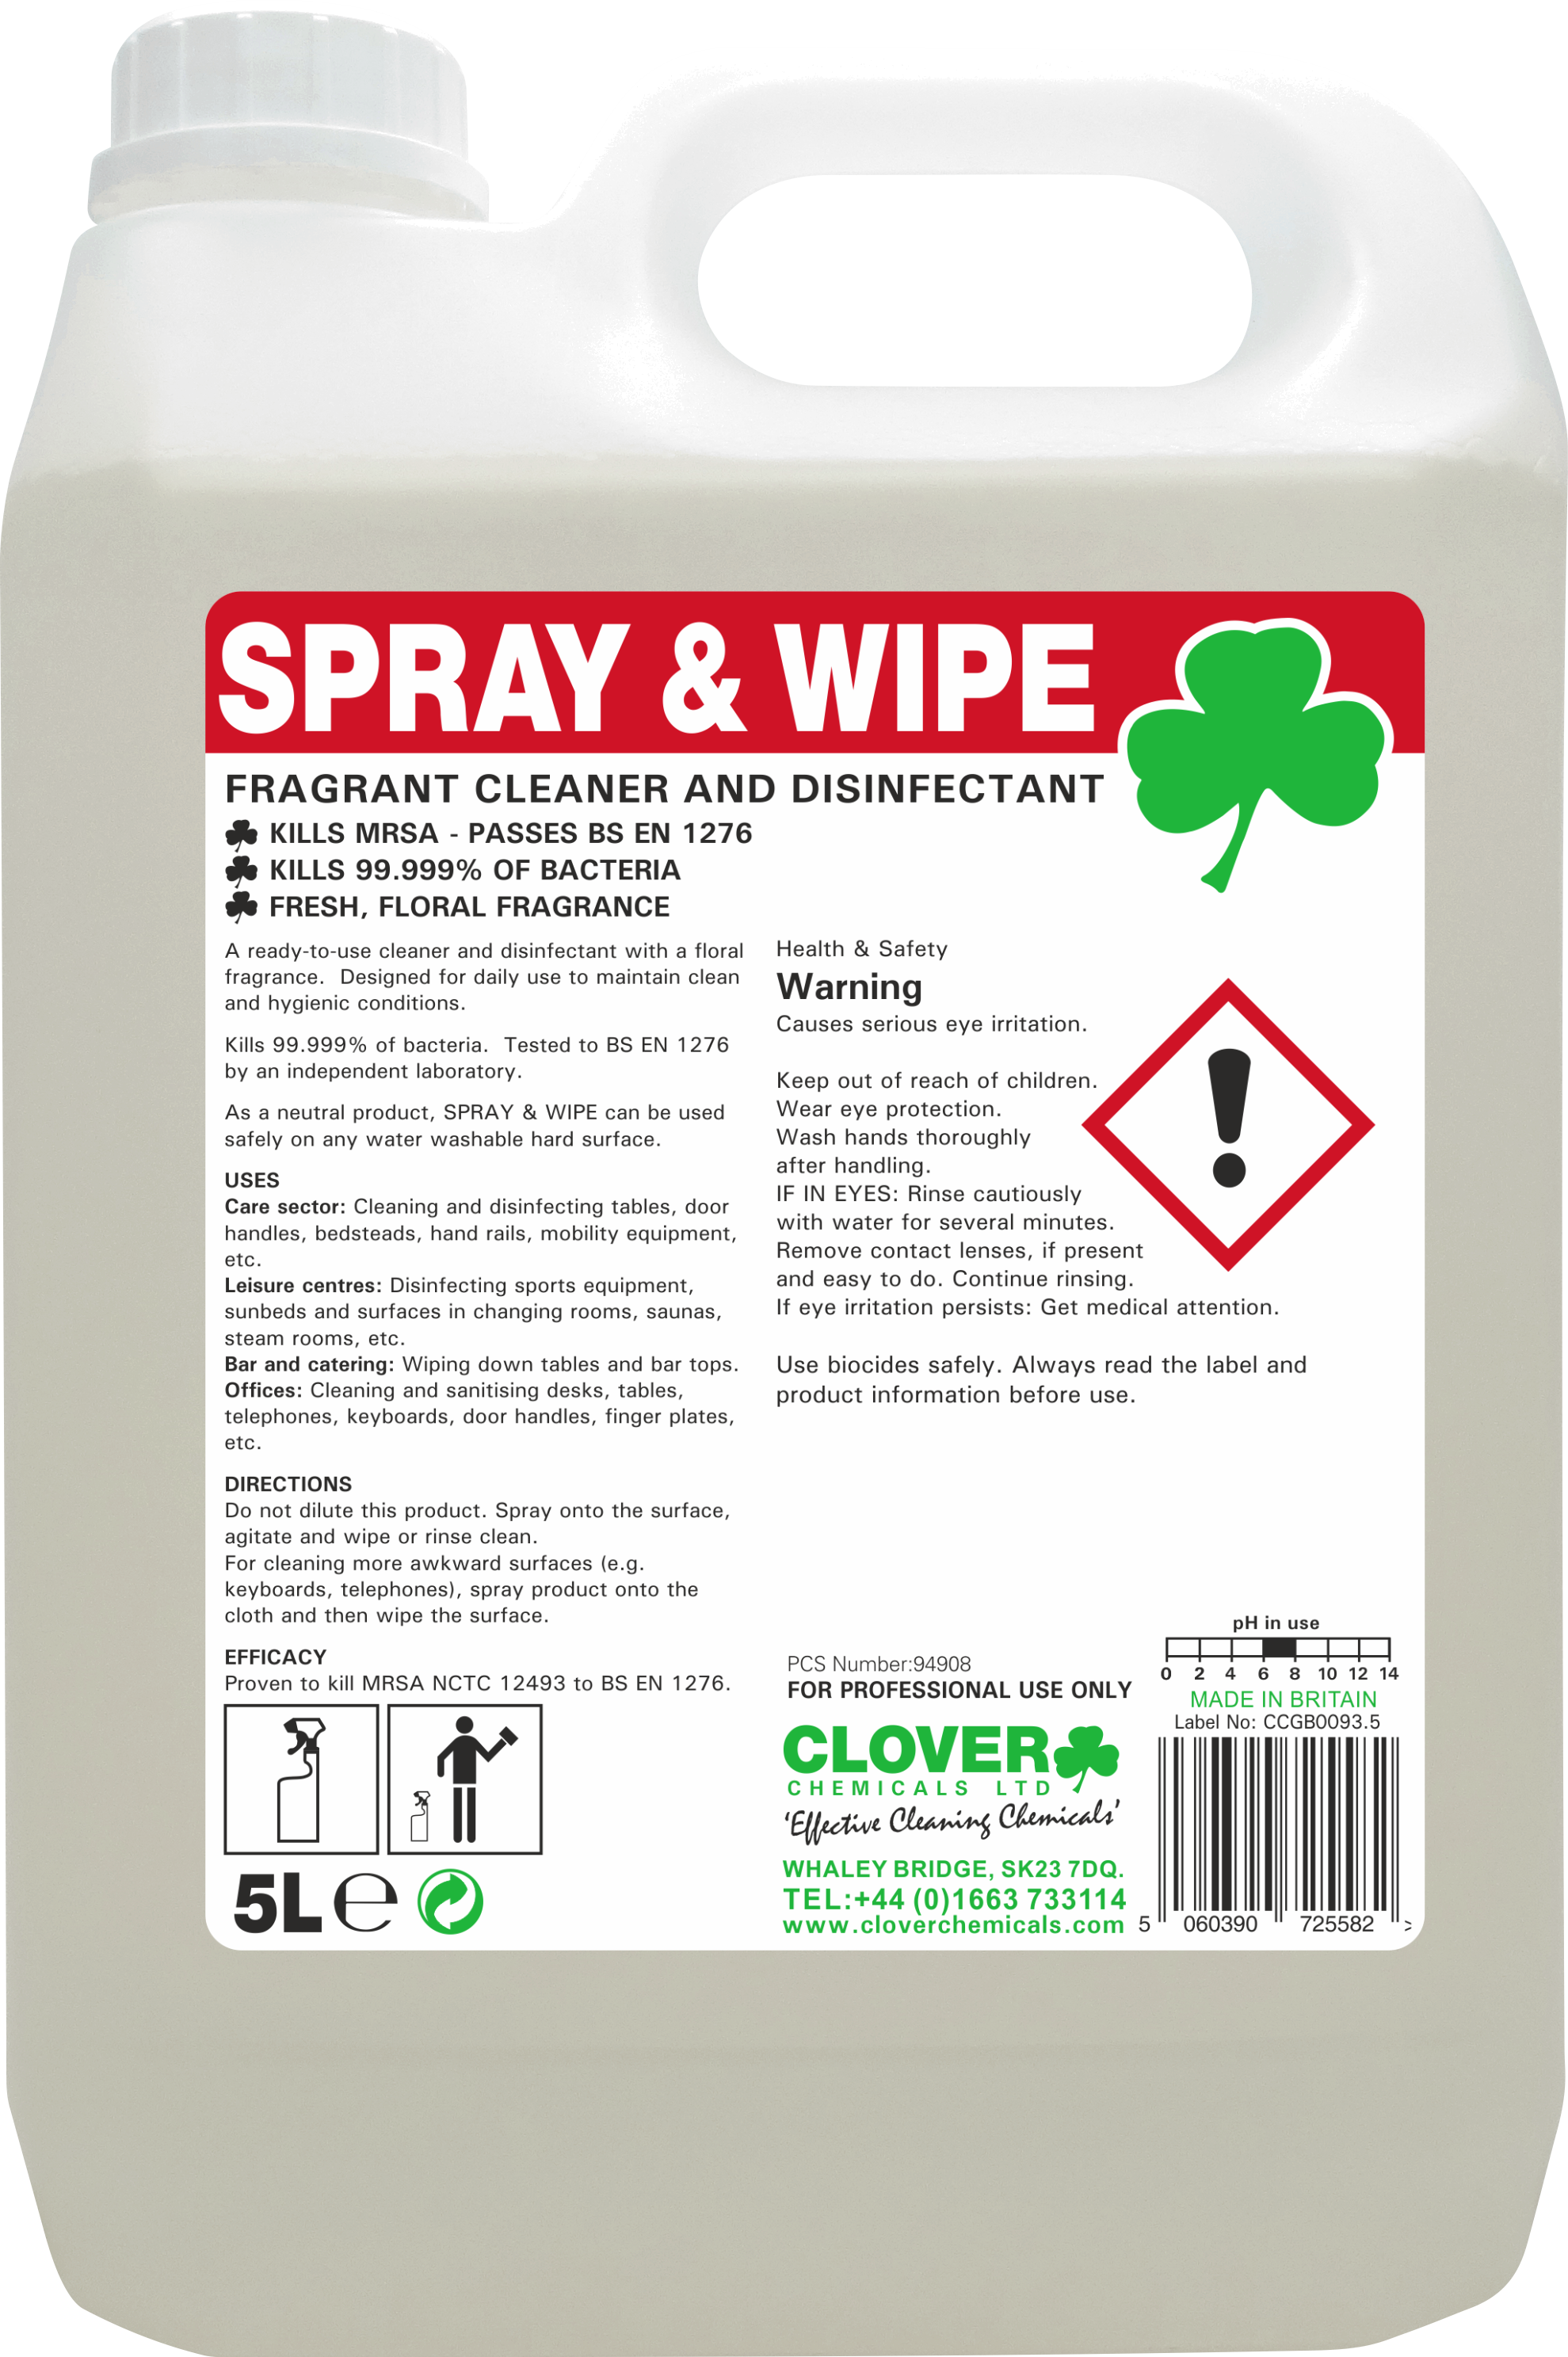 SPRAY & WIPE
FRAGRANT CLEANER AND DISINFECTANT
KILLS MRSA - PASSES BS EN 1276
KILLS 99.999% OF BACTERIA
FRESH, FLORAL FRAGRANCE
A ready-to-use cleaner and disinfectant with a floral
fragrance. Designed for daily use to maintain clean
and hygienic conditions.
Kills 99.999% of bacteria. Tested to BS EN 1276
by an independent laboratory.
As a neutral product, SPRAY & WIPE can be used
safely on any water washable hard surface.
USES
Care sector: Cleaning and disinfecting tables, door
handles, bedsteads, hand rails, mobility equipment,
etc.
Leisure centres: Disinfecting sports equipment,
sunbeds and surfaces in changing rooms, saunas,
steam rooms, etc.
Bar and catering: Wiping down tables and bar tops.
Offices: Cleaning and sanitising desks, tables,
telephones, keyboards, door handles, finger plates,
etc.
DIRECTIONS
Do not dilute this product. Spray onto the surface,
agitate and wipe or rinse clean.
For cleaning more awkward surfaces (e.g.
keyboards, telephones), spray product onto the
cloth and then wipe the surface.
EFFICACY
Proven to kill MRSA NCTC 12493 to BS EN 1276.
5L e
Health & Safety
Warning
Causes serious eye irritation.
Keep out of reach of children.
Wear eye protection.
Wash hands thoroughly
after handling.
IF IN EYES: Rinse cautiously
with water for several minutes.
Remove contact lenses, if present
and easy to do. Continue rinsing.
If eye irritation persists: Get medical attention.
Use biocides safely. Always read the label and
product information before use.
PCS Number:94908
FOR PROFESSIONAL USE ONLY
CLOVER
CHEMICALS LTD
'Effective Cleaning Chemicals'
WHALEY BRIDGE, SK23 7DQ.
TEL:+44 (0)1663 733114
www.cloverchemicals.com
pH in use
0 2 4 6 8 10 12 14
MADE IN BRITAIN
Label No: CCGB0093.5
5 060390 725582 >